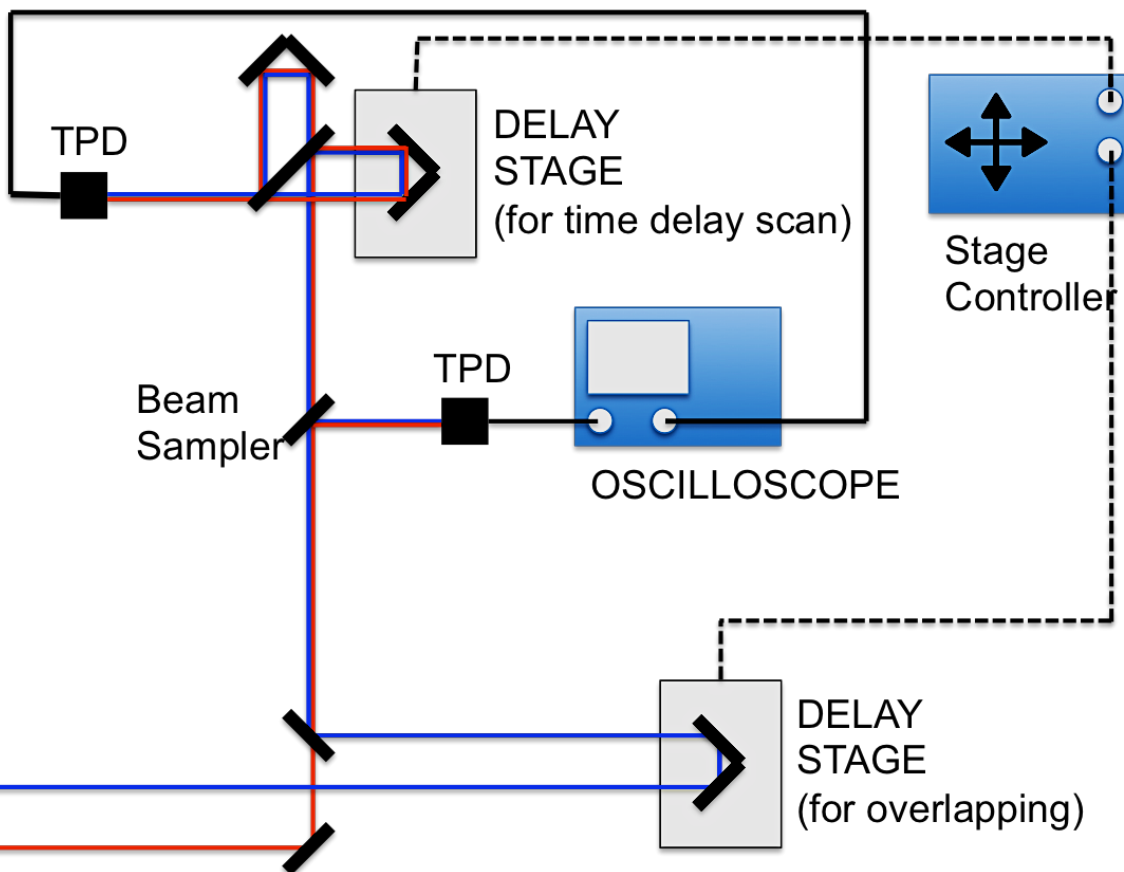 TPD
DELAY
STAGE
(for time delay scan)
Stage
Controller
TPD
Beam
Sampler
OSCILLOSCOPE
DELAY
STAGE
(for overlapping)